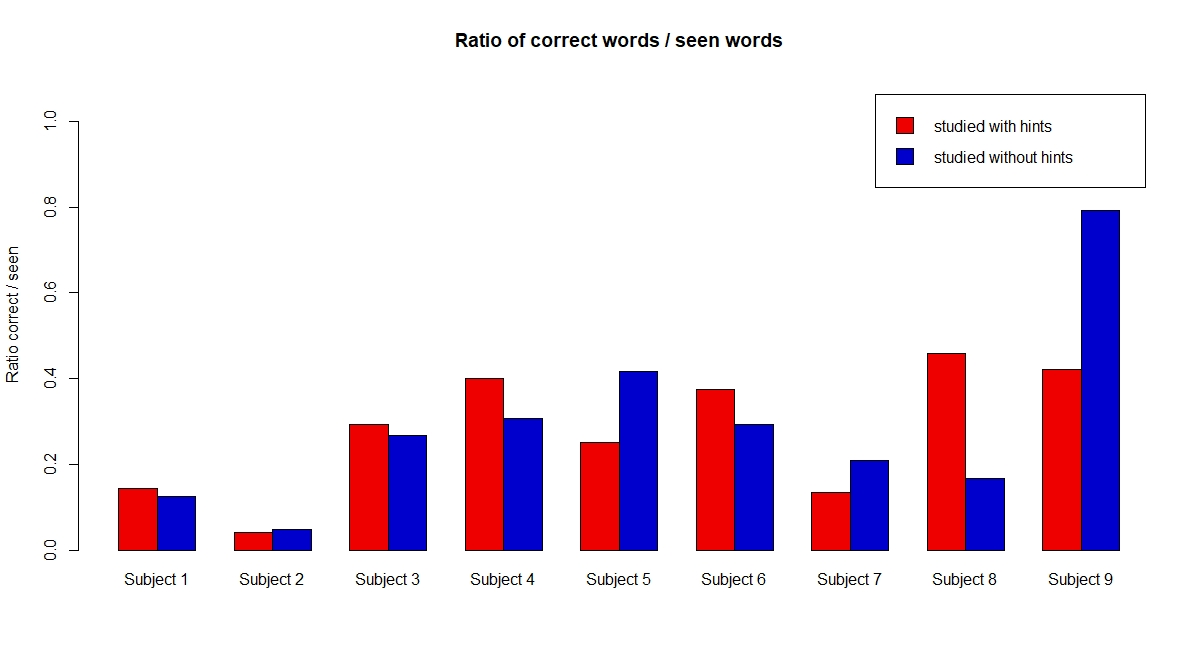 Ratio of correct words / seen words
studied with hints
studied without hints
Ratio correct / seen
1.0
0.8
0.6
0.4
0.2
0.0
Subject 1 Subject 2 Subject 3 Subject 4 Subject 5 Subject 6 Subject 7 Subject 8 Subject 9